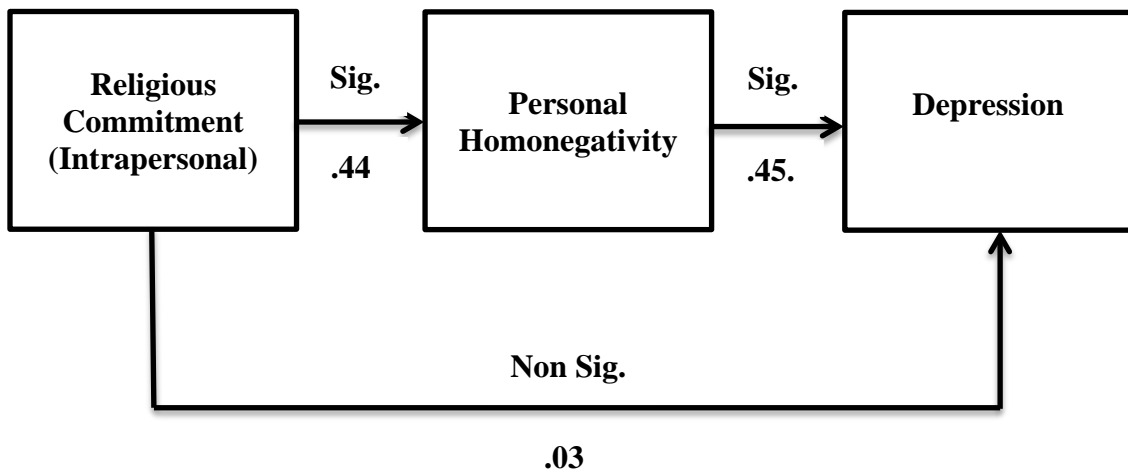 Religious
Commitment
(Intrapersonal)
Sig.
.44
Personal
Homonegativity
Sig.
.45.
Depression
Non Sig.
.03